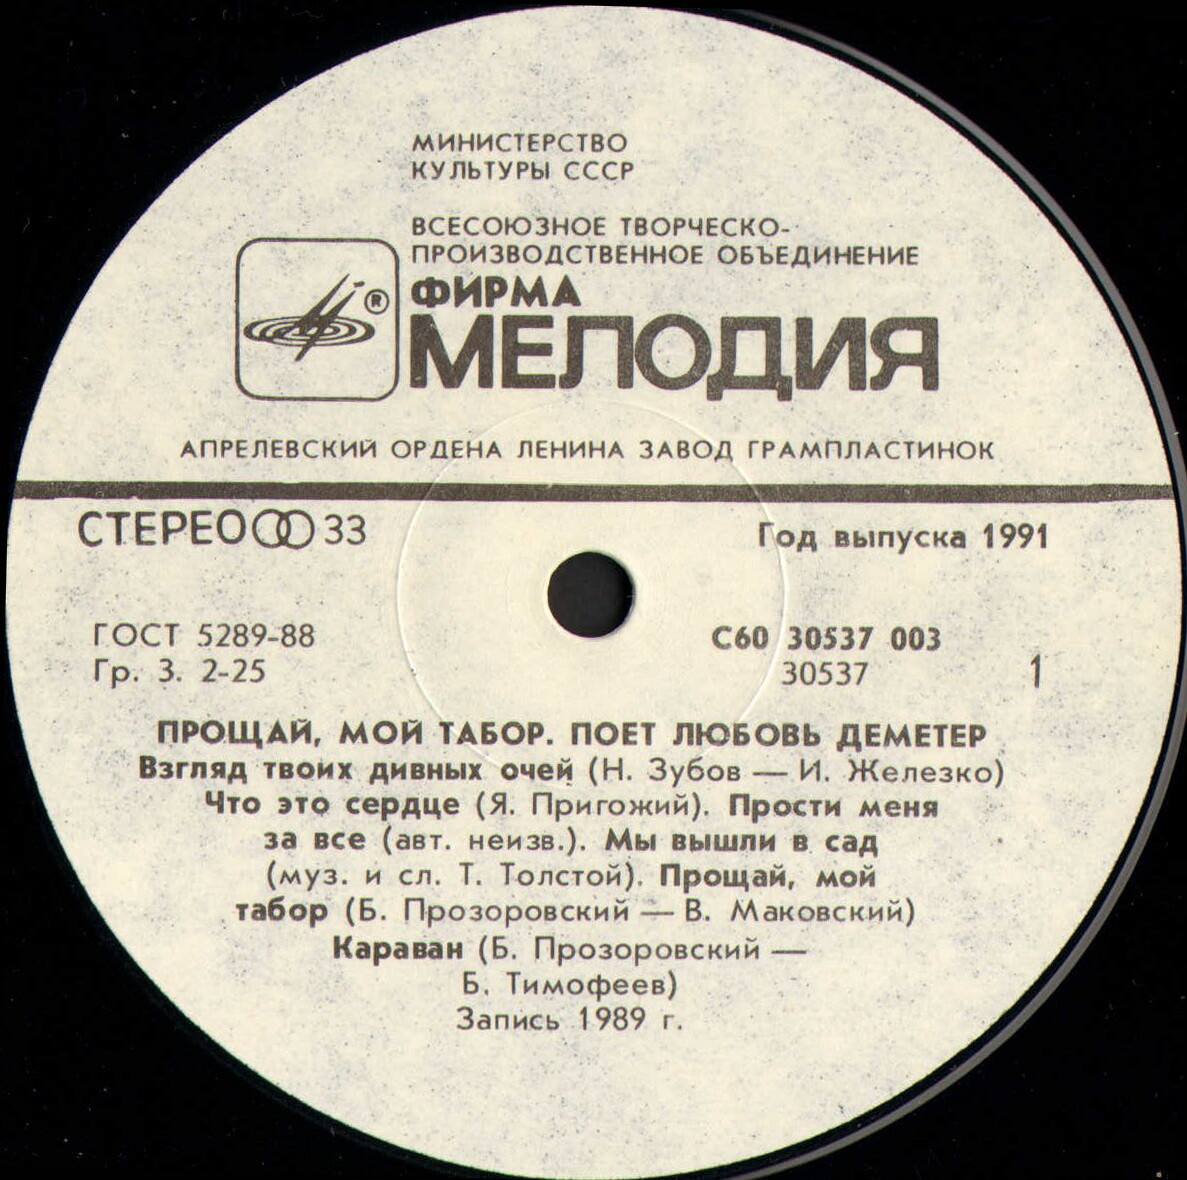 МИНИСТЕРСТВО
КУЛЬТУРЫ СССР
ВСЕСОЮЗНОЕ ТВОРЧЕСКО-
ПРОИЗВОДСТВЕННОЕ ОБЪЕДИНЕНИЕ
ФИРМА
®
МЕЛОДИЯ
АПРЕЛЕВСКИЙ ОРДЕНА ЛЕНИНА ЗАВОД ГРАМПЛАСТИНОК
СТЕРЕО 33
Год выпуска 1991
ГОСТ 5289-88
Гр. 3. 2-25
С60 30537 003
30537
1
ПРОЩАЙ, МОЙ ТАБОР. ПОЕТ ЛЮБОВЬ ДЕМЕТЕР
Взгляд твоих дивных очей (Н. Зубов — И. Железко)
Что это сердце (Я. Пригожий). Прости меня
за все (авт. неизв.). Мы вышли в сад
(муз. и сл. Т. Толстой). Прощай, мой
табор (Б. Прозоровский — В. Маковский)
Караван (Б. Прозоровский —
Б. Тимофеев)
Запись 1989 г.